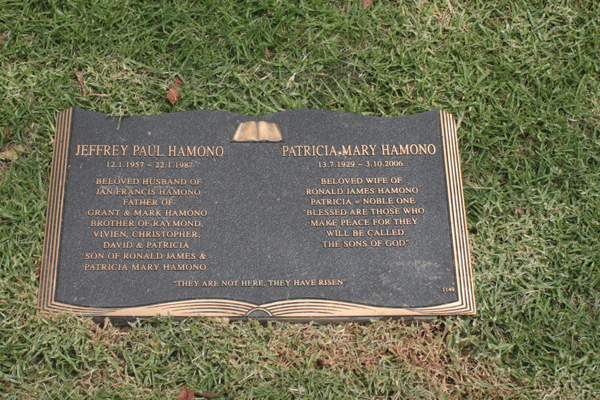 JEFFREY PAUL HAMONO
12.1.1957 – 22.1.1987
BELOVED HUSBAND OF
JAN FRANCIS HAMONO
FATHER OF
GRANT & MARK HAMONO
BROTHER OF RAYMOND,
VIVIEN, CHRISTOPHER,
DAVID & PATRICIA
SON OF RONALD JAMES &
PATRICIA MARY HAMONO
PATRICIA MARY HAMONO
13.7.1929 – 3.10.2006
BELOVED WIFE OF
RONALD JAMES HAMONO
PATRICIA = NOBLE ONE
"BLESSED ARE THOSE WHO
MAKE PEACE FOR THEY
WILL BE CALLED
THE SONS OF GOD"
"THEY ARE NOT HERE, THEY HAVE RISEN"
1149